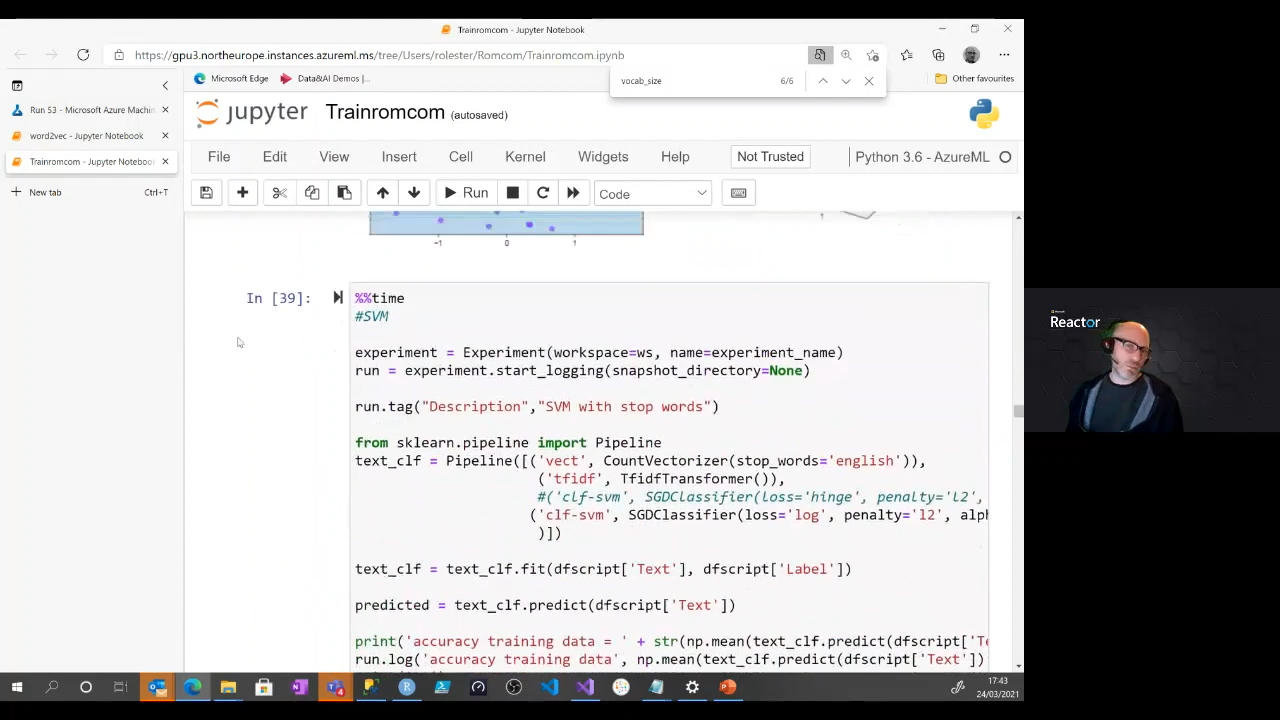 Trainromcom - Jupyter Notebook
https://gpu3.northeurope.instances.azureml.ms/tree/Users/rolester/Romcom/Trainromcom.ipynb
Microsoft Edge
Data&AI Demos |...
Other favourites
vocab_size
6/6
Run 53 - Microsoft Azure Machin
word2vec - Jupyter Notebook
Trainromcom - Jupyter Noteboo
New tab
Ctrl+T
jupyter
Trainromcom (autosaved)
File
Edit
View
Insert
Cell
Kernel
Widgets
Help
Not Trusted
Python 3.6 - AzureML
Run
Code
-1
0
1
1
In [39]:
%%time
#SVM
experiment = Experiment(workspace=ws, name=experiment_name)
run = experiment.start_logging(snapshot_directory=None)
run.tag("Description","SVM with stop words")
from sklearn.pipeline import Pipeline
text_clf = Pipeline([('vect', CountVectorizer(stop_words='english')),
('tfidf', TfidfTransformer()),
#('clf-svm', SGDClassifier(loss='hinge', penalty='l2',
('clf-svm', SGDClassifier(loss='log', penalty='l2', alph
)])
text_clf = text_clf.fit(dfscript['Text'], dfscript['Label'])
predicted = text_clf.predict(dfscript['Text'])
print('accuracy training data = ' + str(np.mean(text_clf.predict(dfscript['Te
run.log('accuracy training data', np.mean(text_clf.predict(dfscript['Text'])
Microsoft
Reactor
17:43
24/03/2021